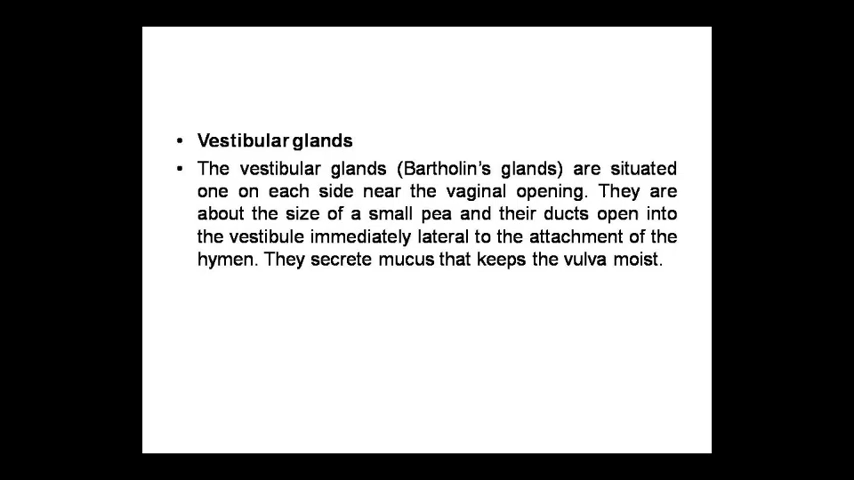 • Vestibular glands
• The vestibular glands (Bartholin's glands) are situated
one on each side near the vaginal opening. They are
about the size of a small pea and their ducts open into
the vestibule immediately lateral to the attachment of the
hymen. They secrete mucus that keeps the vulva moist.